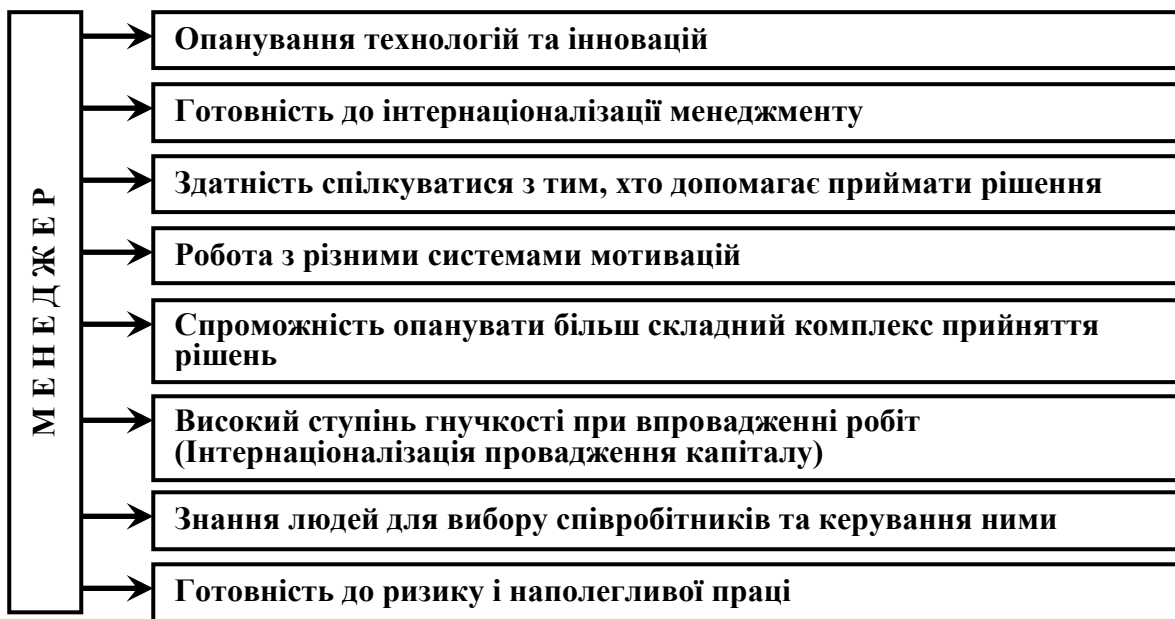 МЕНЕДЖЕР
Опанування технологій та інновацій
Готовність до інтернаціоналізації менеджменту
Здатність спілкуватися з тим, хто допомагає приймати рішення
Робота з різними системами мотивацій
Спроможність опанувати більш складний комплекс прийняття
рішень
Високий ступінь гнучкості при впровадженні робіт
(Інтернаціоналізація провадження капіталу)
Знання людей для вибору співробітників та керування ними
Готовність до ризику і наполегливої праці